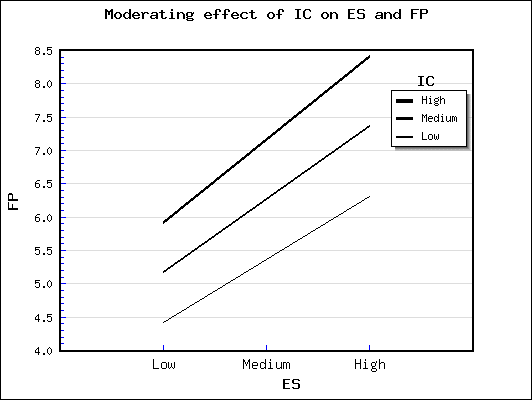 Moderating effect of IC on ES and FP
8.5
8.0
7.5
7.0
6.5
6.0
5.5
5.0
4.5
4.0
FP
IC
High
Medium
Low
Low Medium High
ES